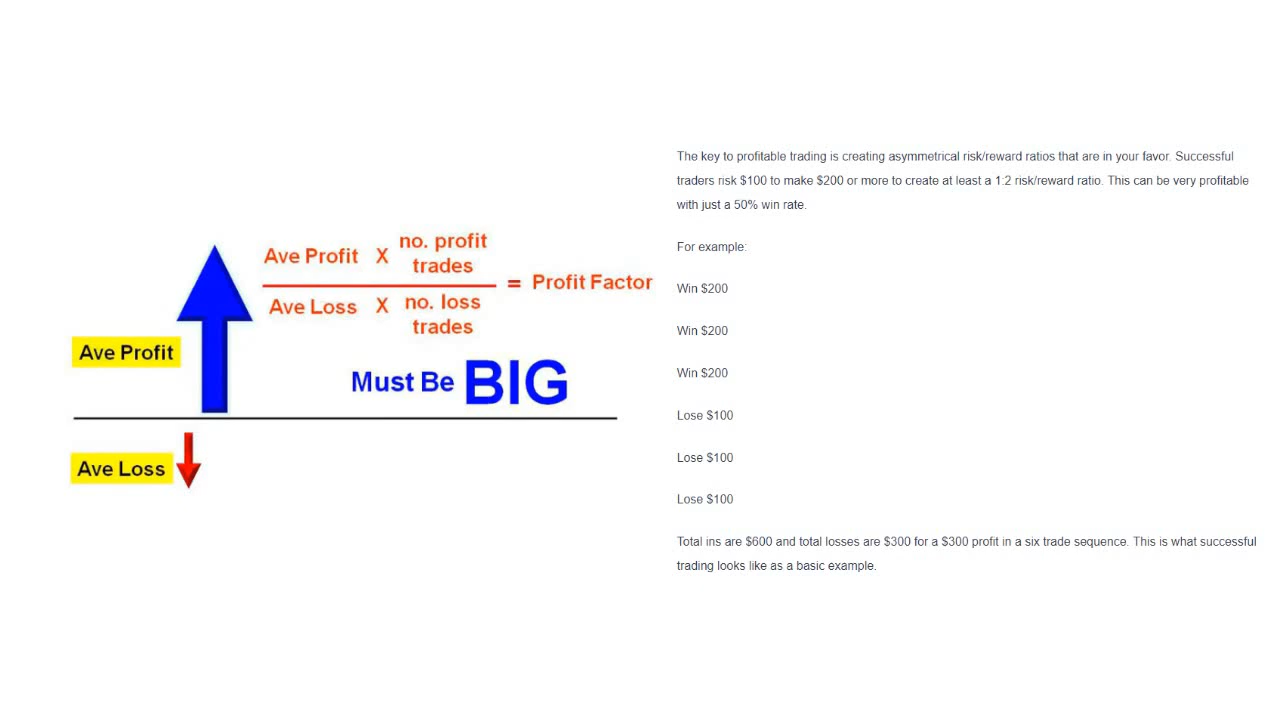 Ave Profit X no. profit trades
Ave Loss X no. loss trades
= Profit Factor
Ave Profit
Must Be BIG
Ave Loss
The key to profitable trading is creating asymmetrical risk/reward ratios that are in your favor. Successful
traders risk $100 to make $200 or more to create at least a 1:2 risk/reward ratio. This can be very profitable
with just a 50% win rate.
For example:
Win $200
Win $200
Win $200
Lose $100
Lose $100
Lose $100
Total ins are $600 and total losses are $300 for a $300 profit in a six trade sequence. This is what successful
trading looks like as a basic example.